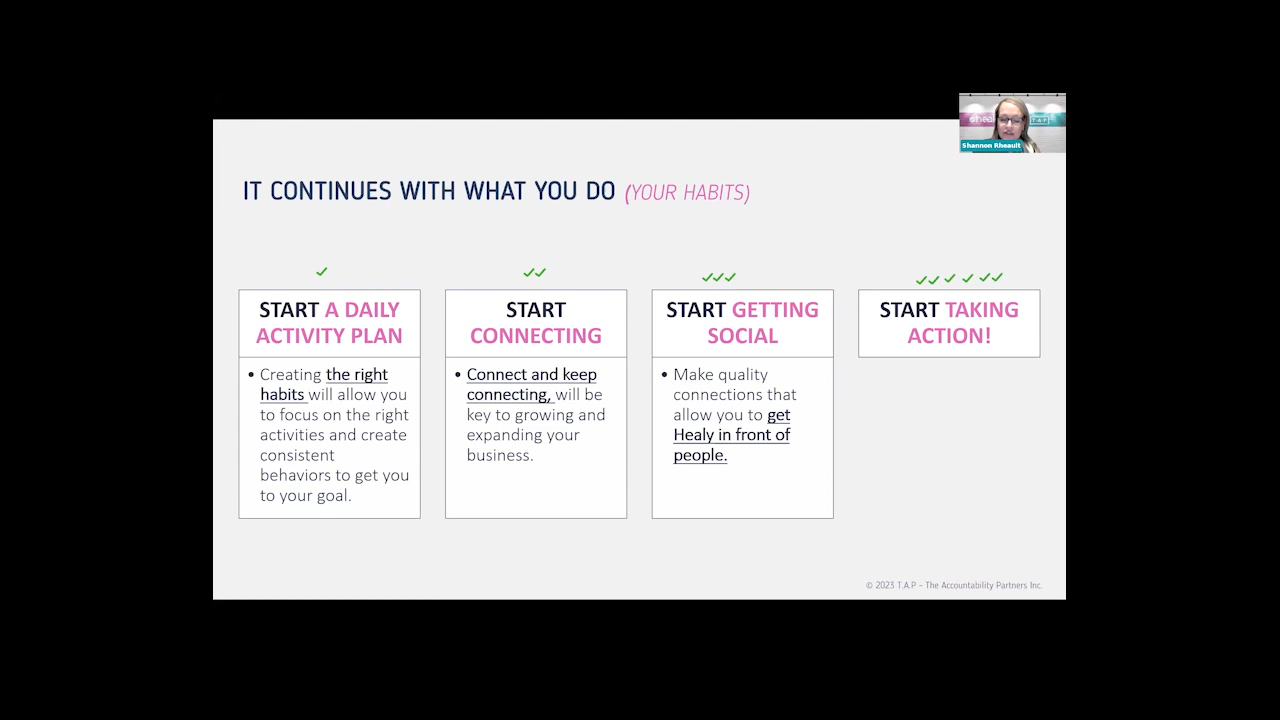 Shannon Rheault
IT CONTINUES WITH WHAT YOU DO (YOUR HABITS)
START A DAILY
ACTIVITY PLAN
• Creating the right
habits will allow you
to focus on the right
activities and create
consistent
behaviors to get you
to your goal.
START
CONNECTING
• Connect and keep
connecting, will be
key to growing and
expanding your
business.
START GETTING
SOCIAL
• Make quality
connections that
allow you to get
Healy in front of
people.
START TAKING
ACTION!
© 2023 T.A.P – The Accountability Partners Inc.